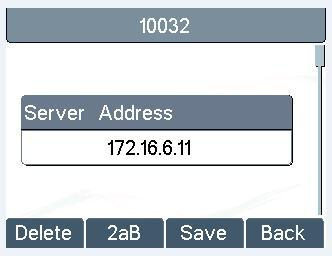 10032
Server Address
172.16.6.11
Delete 2aB Save Back